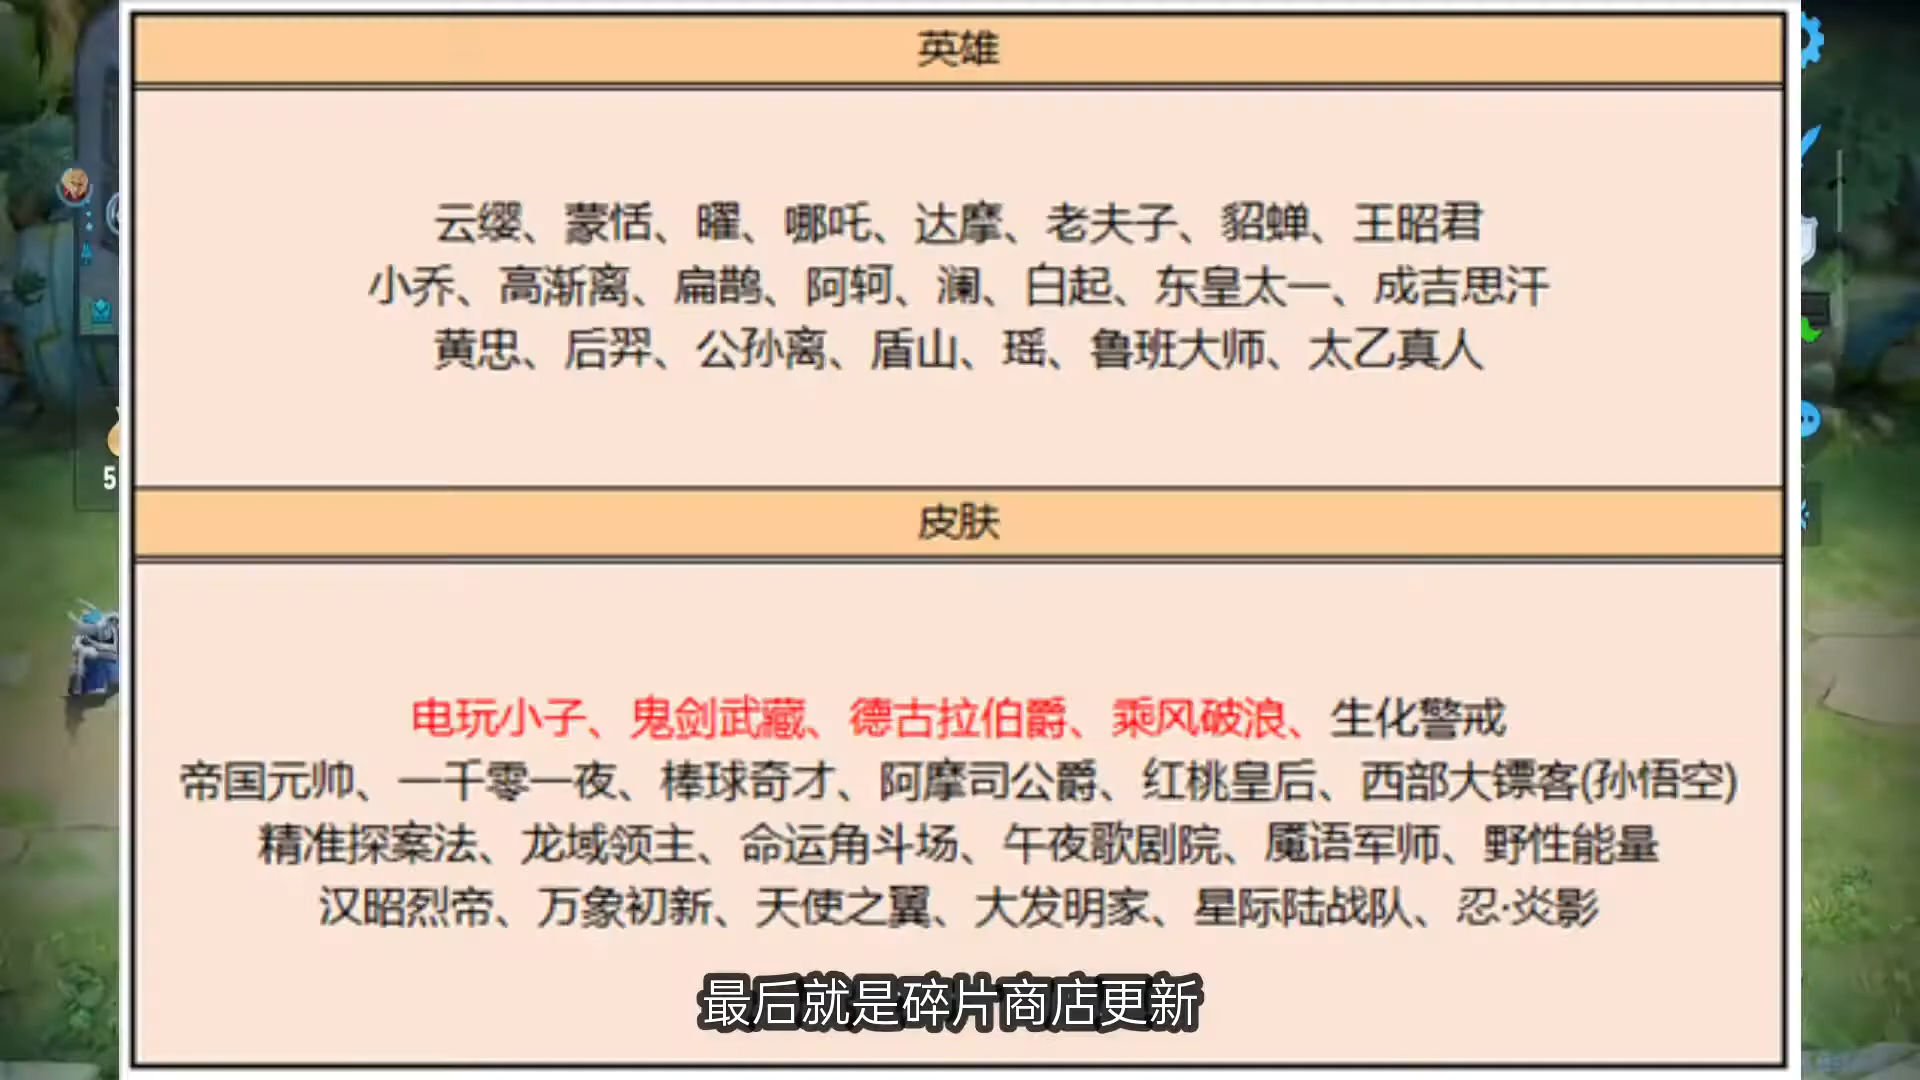 英雄
云缨、蒙恬、曜、哪吒、达摩、老夫子、貂蝉、王昭君
小乔、高渐离、扁鹊、阿轲、澜、白起、东皇太一、成吉思汗
黄忠、后羿、公孙离、盾山、瑶、鲁班大师、太乙真人
皮肤
电玩小子、鬼剑武藏、德古拉伯爵、乘风破浪、生化警戒
帝国元帅、一千零一夜、棒球奇才、阿摩司公爵、红桃皇后、西部大镖客(孙悟空)
精准探案法、龙域领主、命运角斗场、午夜歌剧院、魇语军师、野性能量
汉昭烈帝、万象初新、天使之翼、大发明家、星际陆战队、忍·炎影
最后就是碎片商店更新
5